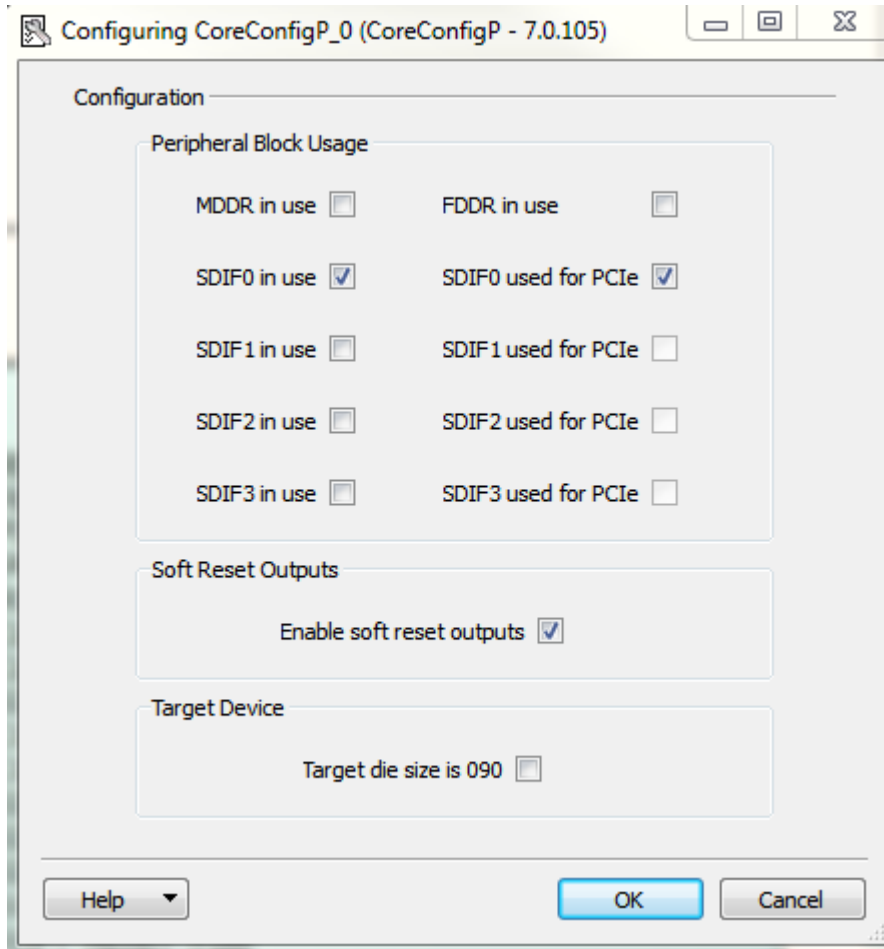 Configuring CoreConfigP_0 (CoreConfigP - 7.0.105)
Configuration
Peripheral Block Usage
MDDR in use FDDR in use
SDIF0 in use SDIF0 used for PCIe
SDIF1 in use SDIF1 used for PCIe
SDIF2 in use SDIF2 used for PCIe
SDIF3 in use SDIF3 used for PCIe
Soft Reset Outputs
Enable soft reset outputs
Target Device
Target die size is 090
Help OK Cancel